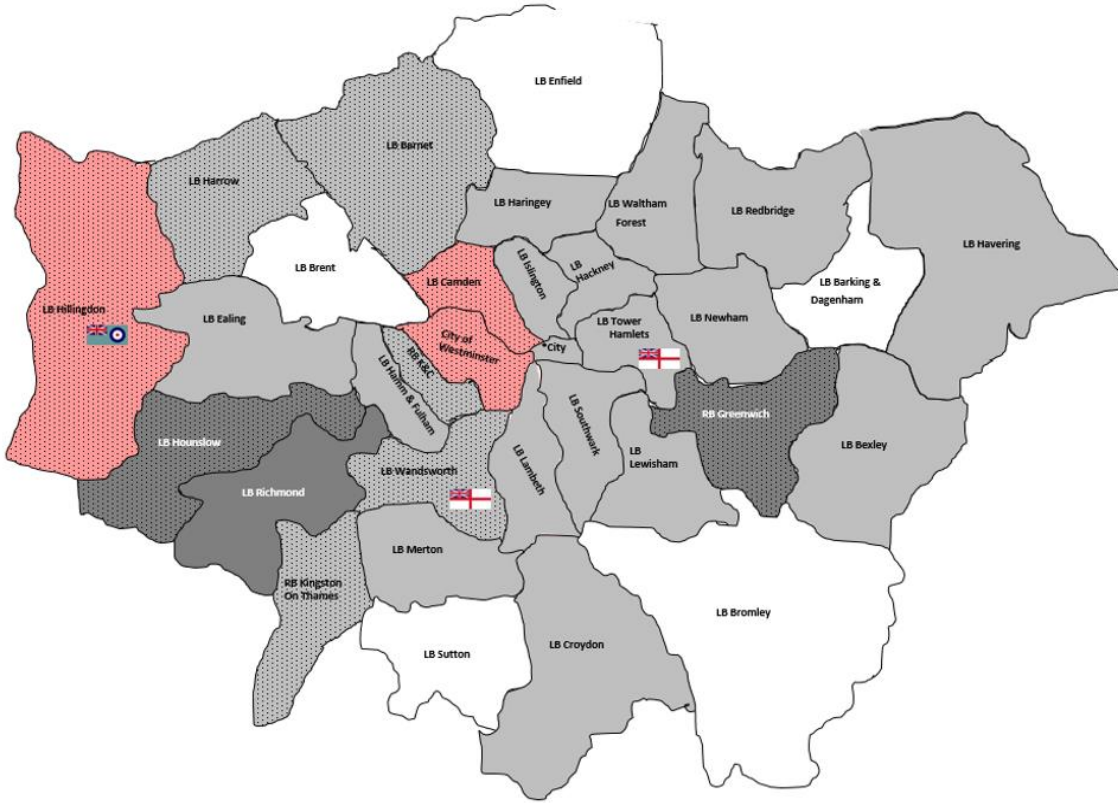 LB Enfield
LB Barnet
LB Harrow
LB Haringey
LB Waltham
Forest
LB Redbridge
LB Havering
LB Brent
LB Camden
LB Islington
LB
Hackney
LB Barking &
Dagenham
LB Hillingdon
LB Ealing
City of
Westminster
*City
LB Tower
Hamlets
LB Newham
RB K&C
LB Hamm & Fulham
LB Hounslow
LB Richmond
LB Wandsworth
LB Lambeth
LB Southwark
LB
Lewisham
RB Greenwich
LB Bexley
LB Merton
RB Kingston
On Thames
LB Sutton
LB Croydon
LB Bromley